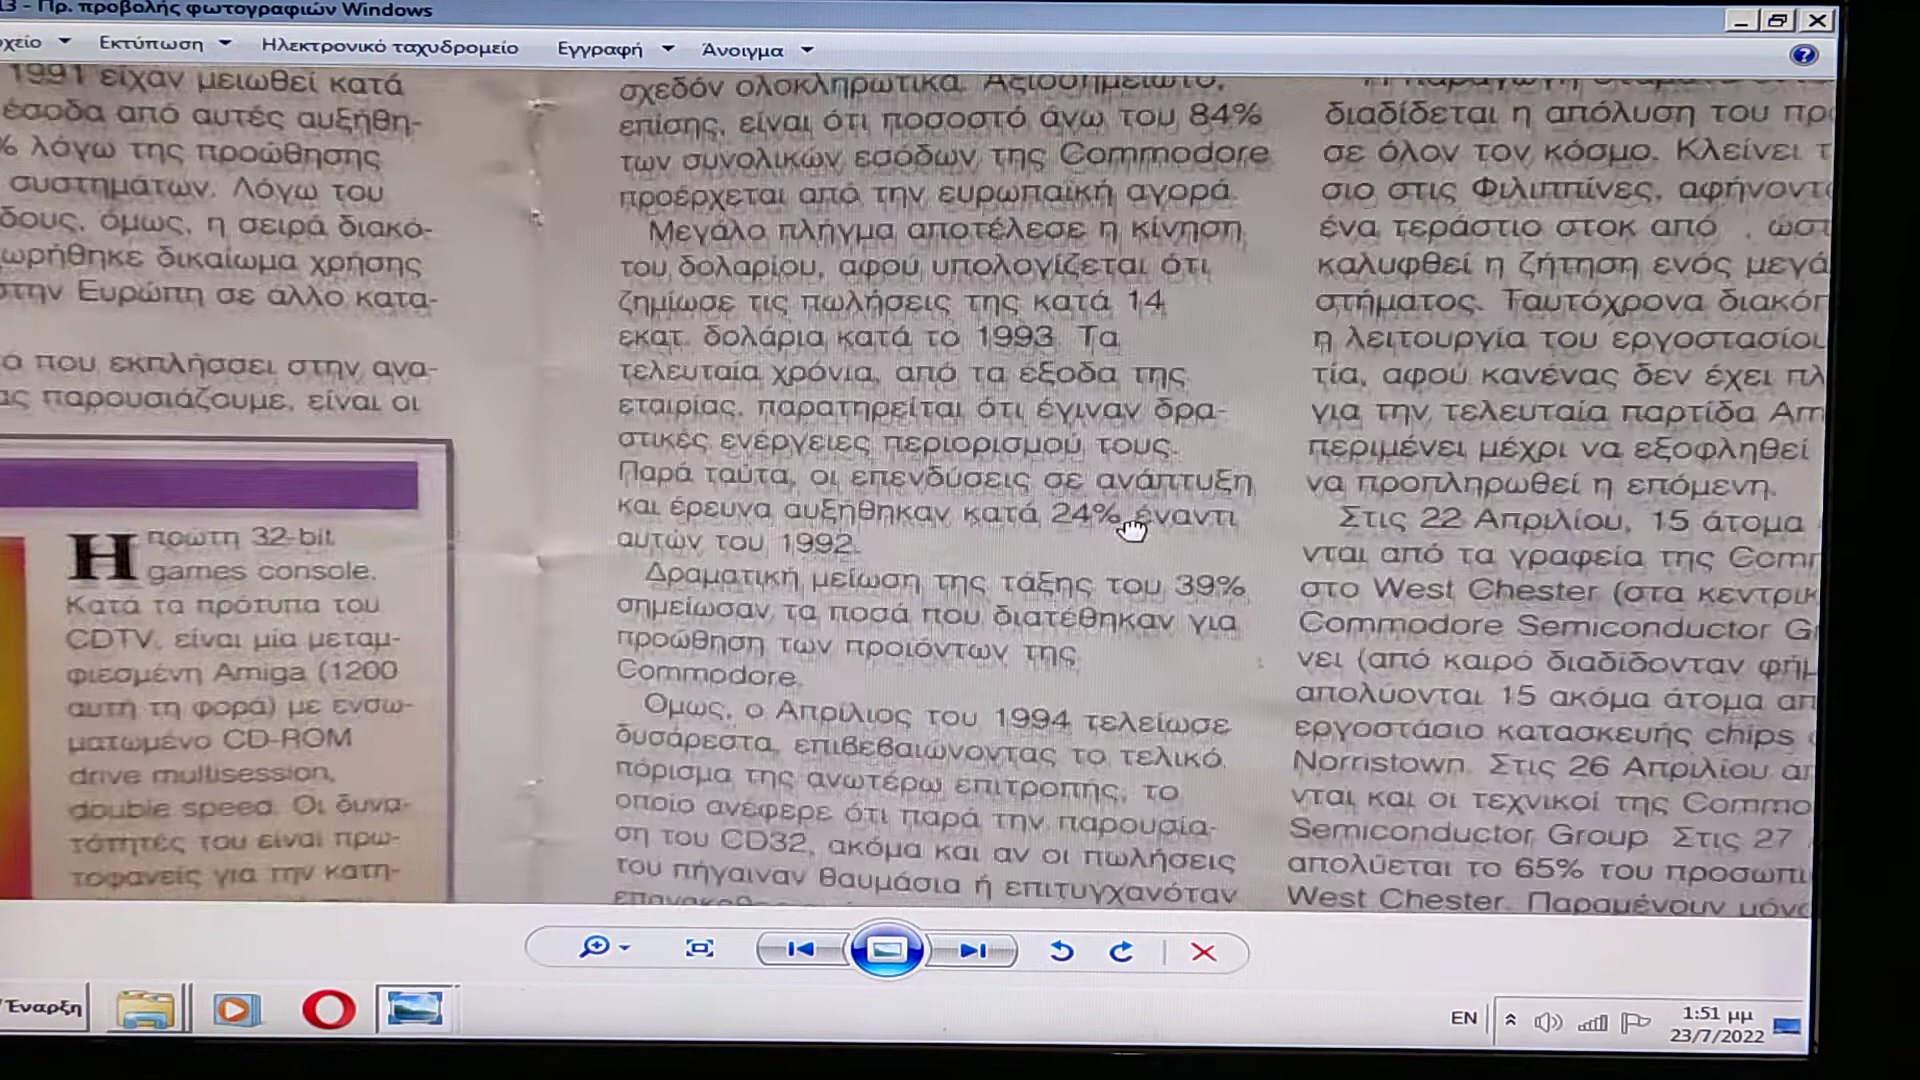 13 - Πρ. προβολής φωτογραφιών Windows
Εκτύπωση Ηλεκτρονικό ταχυδρομείο Εγγραφή Άνοιγμα
1991 είχαν μειωθεί κατά
έσοδα από αυτές αυξήθη-
% λόγω της προώθησης
συστημάτων. Λόγω του
όμως, η σειρά διακό-
δικαίωμα χρήσης
στην Ευρώπη σε άλλο κατα-
που εκπλήσσει στην ανα-
παρουσιάζουμε, είναι οι
Η πρώτη 32-bit
games console.
Κατά τα πρότυπα του
CDTV, είναι μία μεταμ-
φιεσμένη Amiga (1200
αυτή τη φορά) με ενσω-
ματωμένο CD-ROM
drive multisession,
double speed. Οι δυνα-
τότητές του είναι πρω-
τοφανείς για την κατη-
σχεδόν ολοκληρωτικά. Αξιοσημείωτο,
επίσης, είναι ότι ποσοστό άνω του 84%
των συνολικών εσόδων της Commodore
προέρχεται από την ευρωπαϊκή αγορά.
Μεγάλο πλήγμα αποτέλεσε η κίνηση
του δολαρίου, αφού υπολογίζεται ότι
ζημίωσε τις πωλήσεις της κατά 14
εκατ. δολάρια κατά το 1993. Τα
τελευταία χρόνια, από τα έξοδα της
εταιρίας, παρατηρείται ότι έγιναν δρα-
στικές ενέργειες περιορισμού τους.
Παρά ταύτα, οι επενδύσεις σε ανάπτυξη
και έρευνα αυξήθηκαν κατά 24% έναντι
αυτών του 1992.
Δραματική μείωση της τάξης του 39%
σημείωσαν τα ποσά που διατέθηκαν για
προώθηση των προϊόντων της
Commodore.
Όμως, ο Απρίλιος του 1994 τελείωσε
δυσάρεστα, επιβεβαιώνοντας το τελικό
πόρισμα της ανωτέρω επιτροπής, το
οποίο ανέφερε ότι παρά την παρουσία-
ση του CD32, ακόμα και αν οι πωλήσεις
του πήγαιναν θαυμάσια ή επιτυγχανόταν
διαδίδεται η απόλυση του
σε όλον τον κόσμο. Κλείνει
σιο στις Φιλιππίνες,
ένα τεράστιο στοκ από
καλυφθεί η ζήτηση ενός
στήματος. Ταυτόχρονα
η λειτουργία του
τία, αφού κανένας δεν έχει
για την τελευταία παρτίδα
περιμένει μέχρι να εξοφληθεί
να προπληρωθεί η επόμενη.
Στις 22 Απριλίου, 15 άτομα
νται από τα γραφεία της
στο West Chester (στα
Commodore Semiconductor
νει (από καιρό διαδίδονταν
απολύονται 15 ακόμα άτομα
εργοστάσιο κατασκευής chips
Norristown. Στις 26 Απριλίου
νται και οι τεχνικοί της
Semiconductor Group. Στις 27
απολύεται το 65% του
West Chester. Παραμένουν
Έναρξη
EN
1:51 μμ
23/7/2022